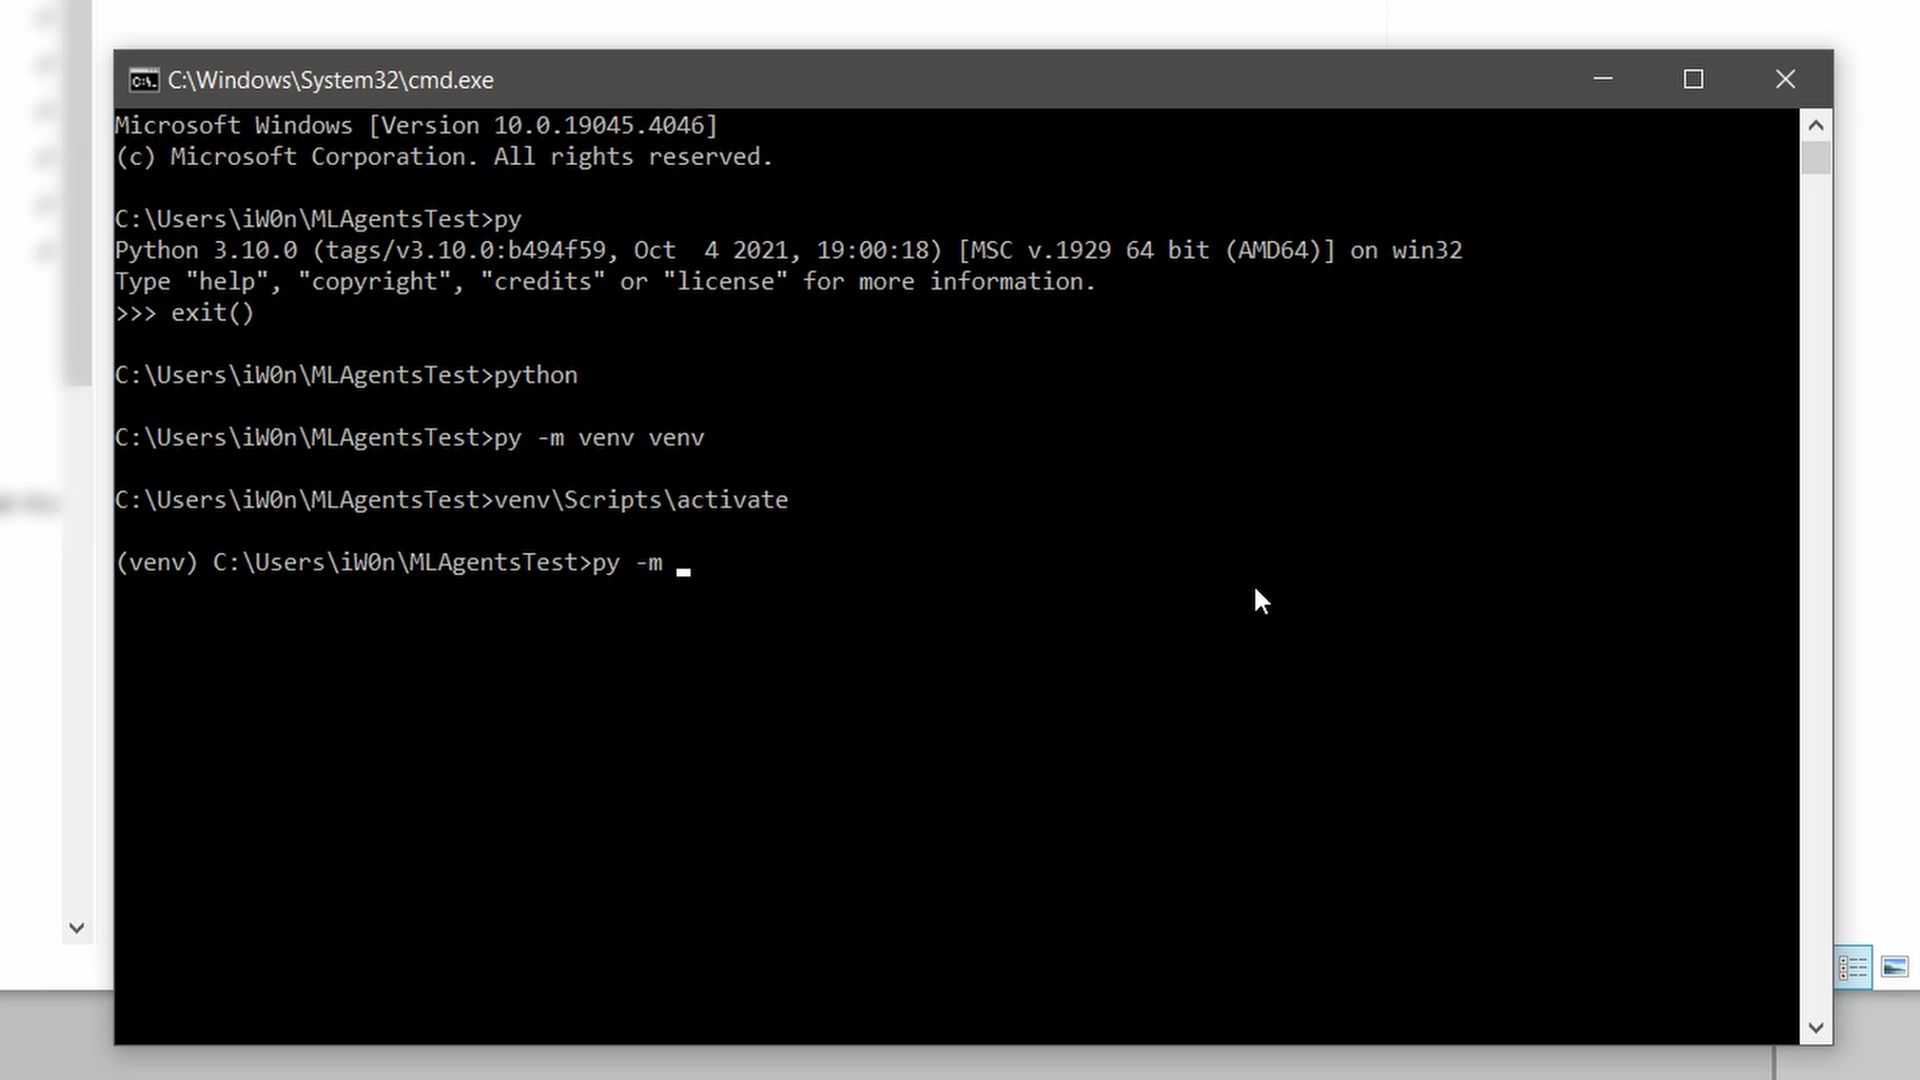 C:\Windows\System32\cmd.exe
Microsoft Windows [Version 10.0.19045.4046]
(c) Microsoft Corporation. All rights reserved.
C:\Users\iW0n\MLAgentsTest>py
Python 3.10.0 (tags/v3.10.0:b494f59, Oct  4 2021, 19:00:18) [MSC v.1929 64 bit (AMD64)] on win32
Type "help", "copyright", "credits" or "license" for more information.
>>> exit()
C:\Users\iW0n\MLAgentsTest>python
C:\Users\iW0n\MLAgentsTest>py -m venv venv
C:\Users\iW0n\MLAgentsTest>venv\Scripts\activate
(venv) C:\Users\iW0n\MLAgentsTest>py -m